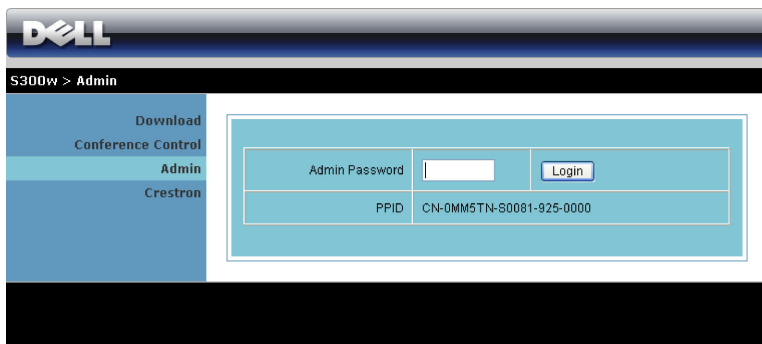 DELL
S300w > Admin
Download
Conference Control
Admin
Crestron
Admin Password
Login
PPID
CN-0MM5TN-S0081-925-0000